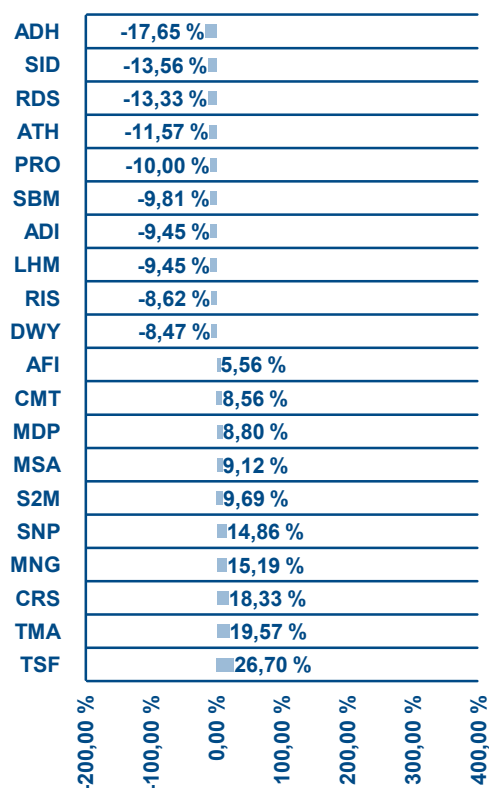 ADH -17,65 %
SID -13,56 %
RDS -13,33 %
ATH -11,57 %
PRO -10,00 %
SBM -9,81 %
ADI -9,45 %
LHM -9,45 %
RIS -8,62 %
DWY -8,47 %
AFI 5,56 %
CMT 8,56 %
MDP 8,80 %
MSA 9,12 %
S2M 9,69 %
SNP 14,86 %
MNG 15,19 %
CRS 18,33 %
TMA 19,57 %
TSF 26,70 %
-200,00 %
-100,00 %
0,00 %
100,00 %
200,00 %
300,00 %
400,00 %